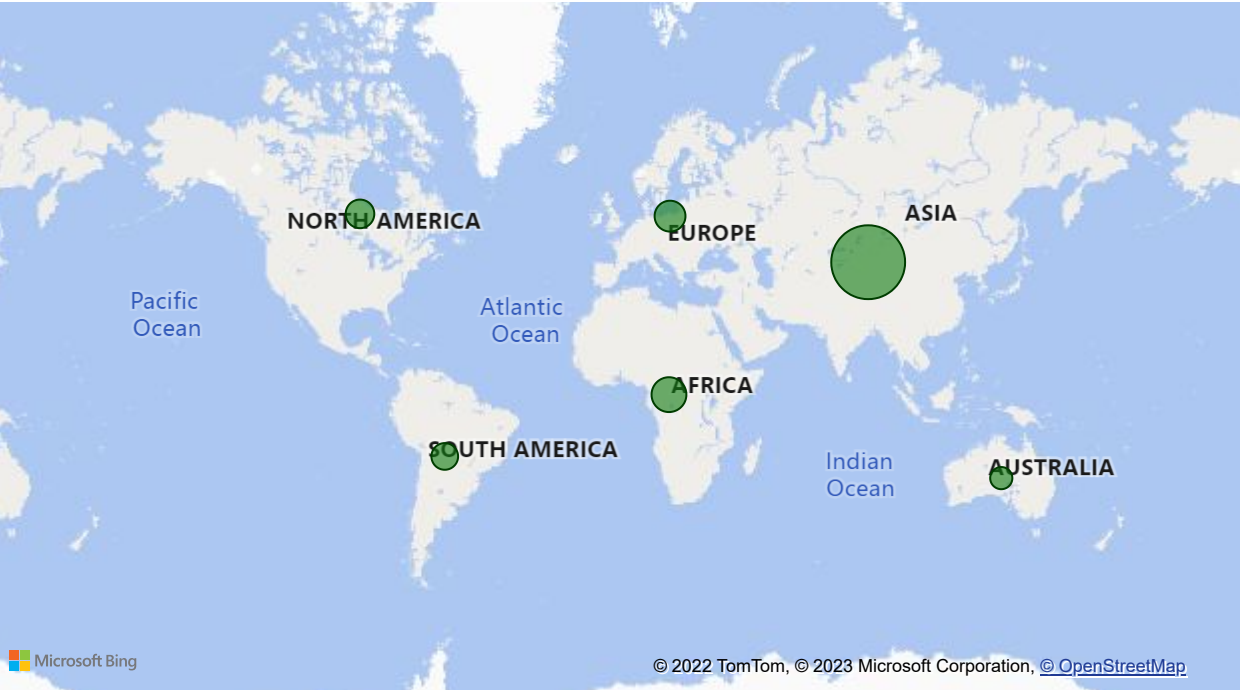 ASIA
NORTH AMERICA
EUROPE
Pacific
Ocean
Atlantic
Ocean
AFRICA
SOUTH AMERICA
Indian
Ocean
AUSTRALIA
Microsoft Bing
© 2022 TomTom, © 2023 Microsoft Corporation, © OpenStreetMap